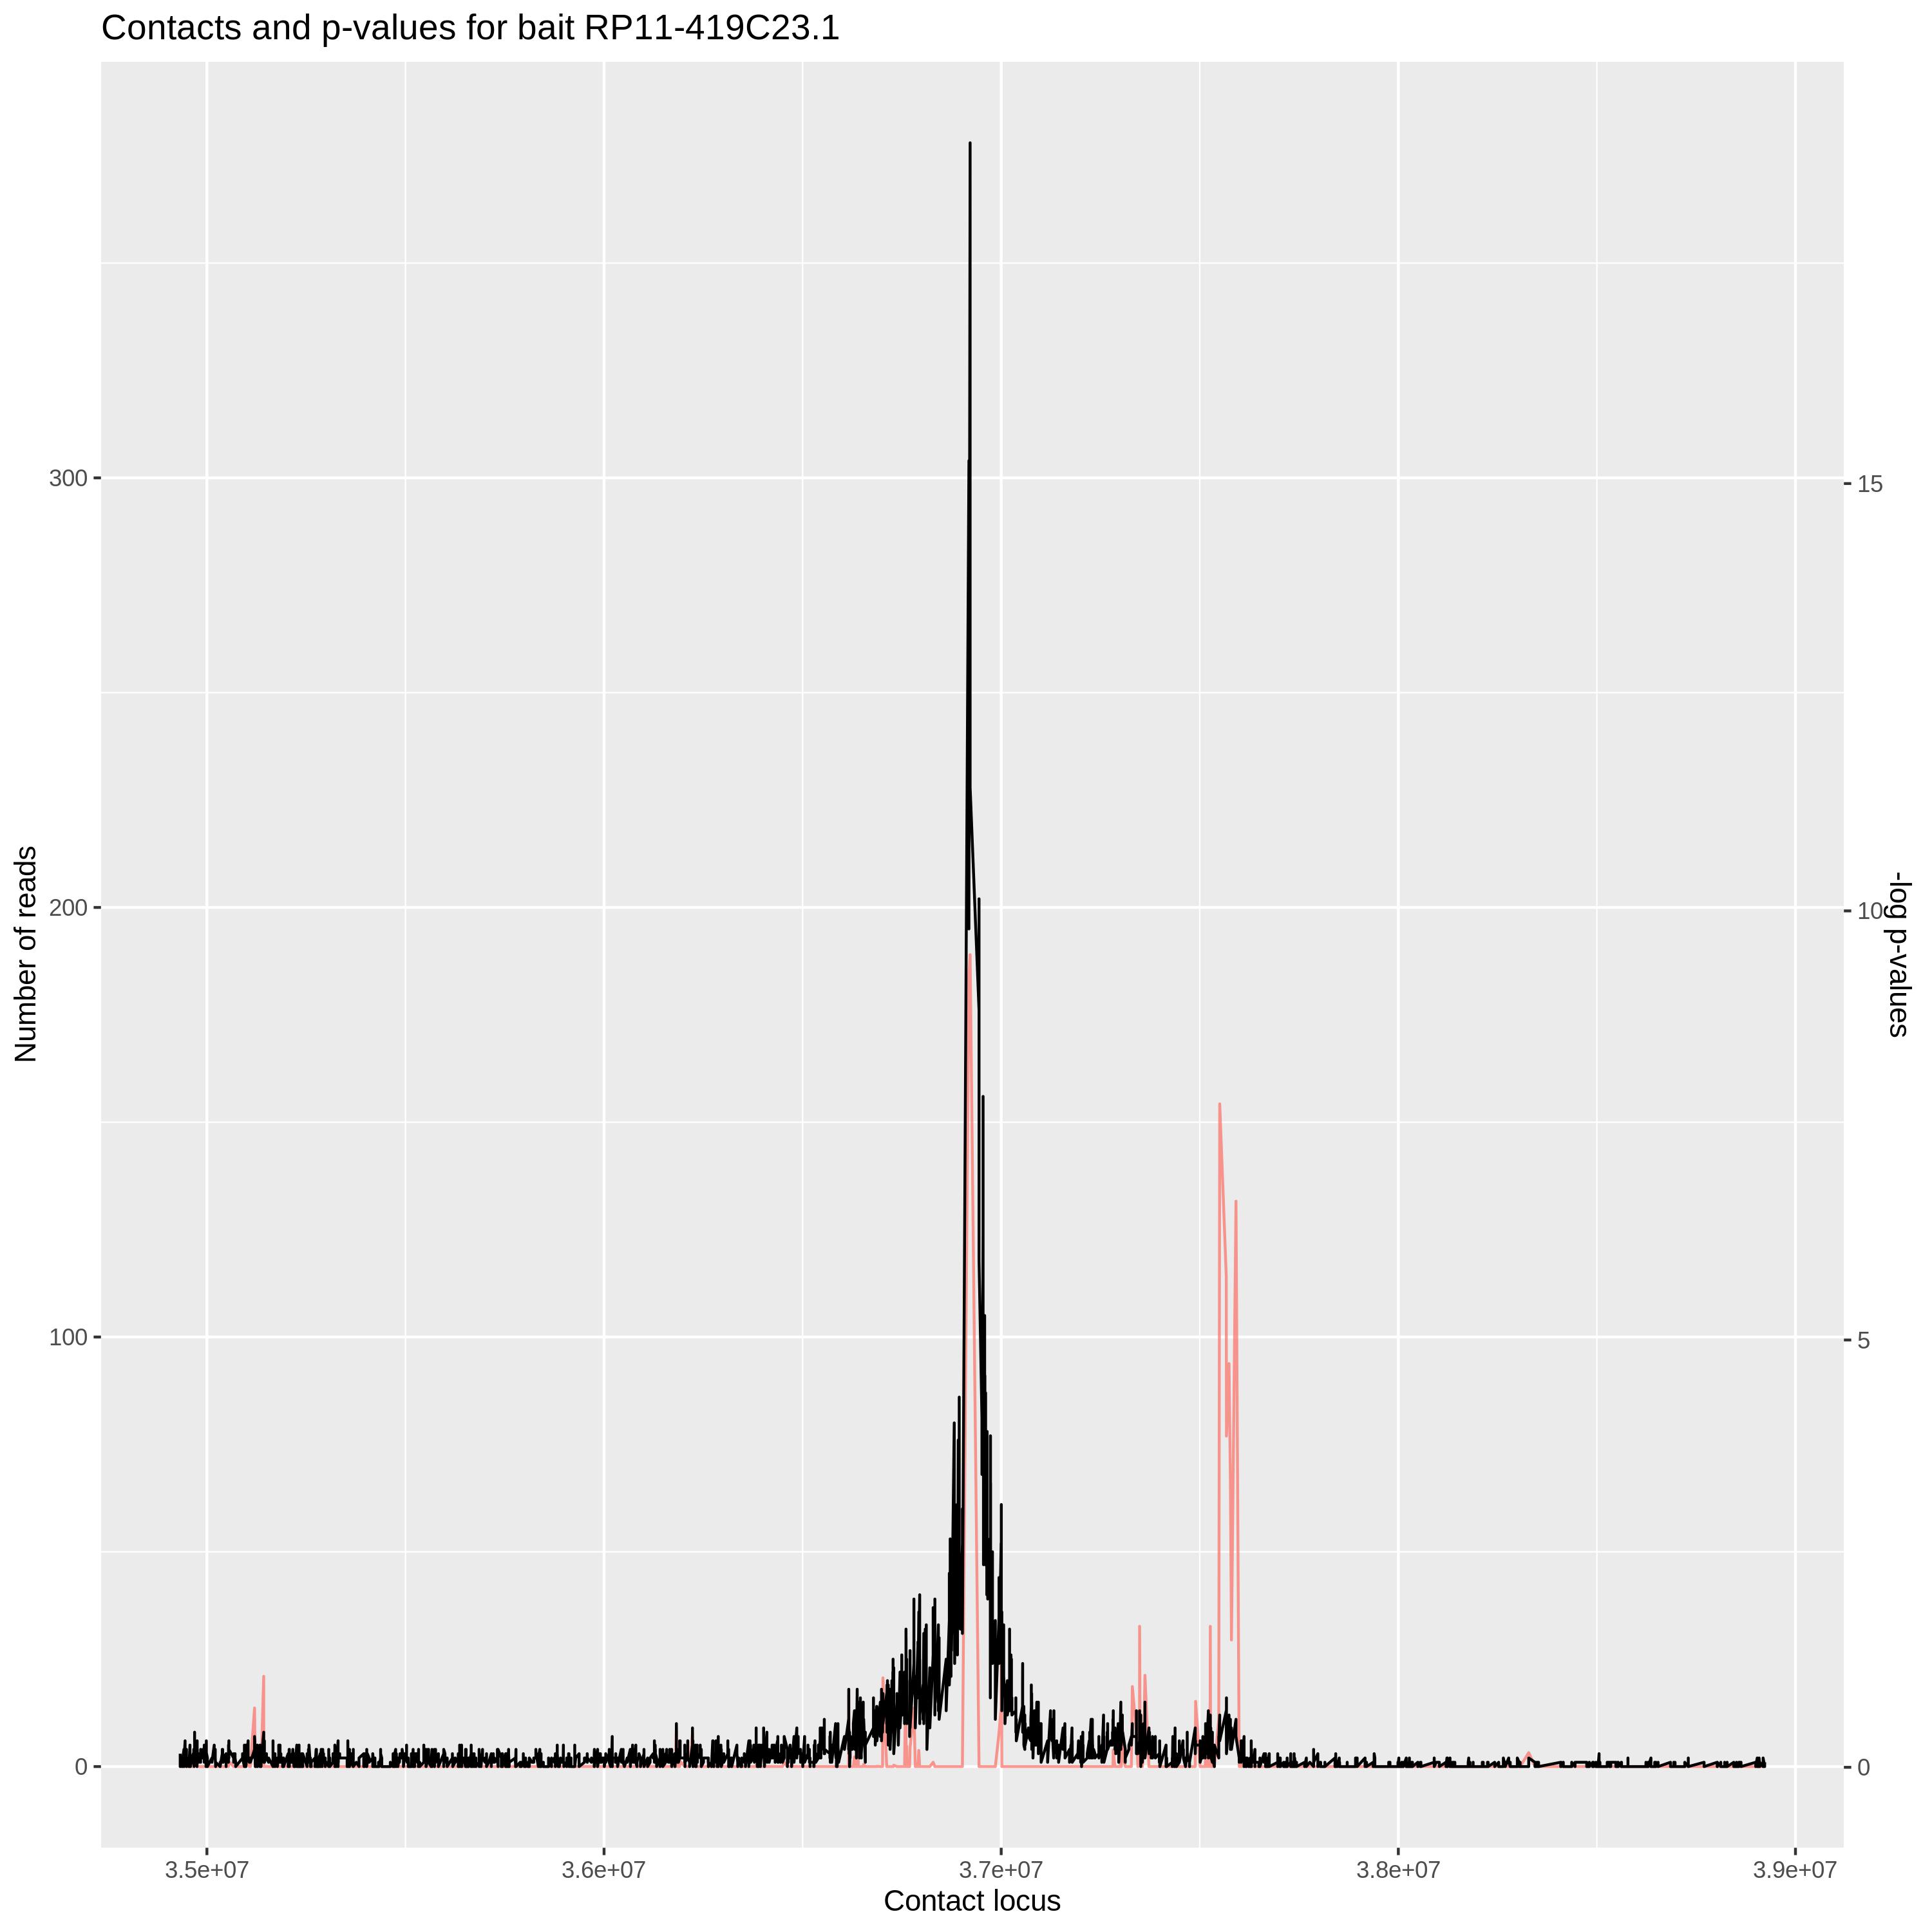 Contacts and p-values for bait RP11-419C23.1
Number of reads
300
200
100
0
15
10
5
0
-log p-values
3.5e+07 3.6e+07 3.7e+07 3.8e+07 3.9e+07
Contact locus